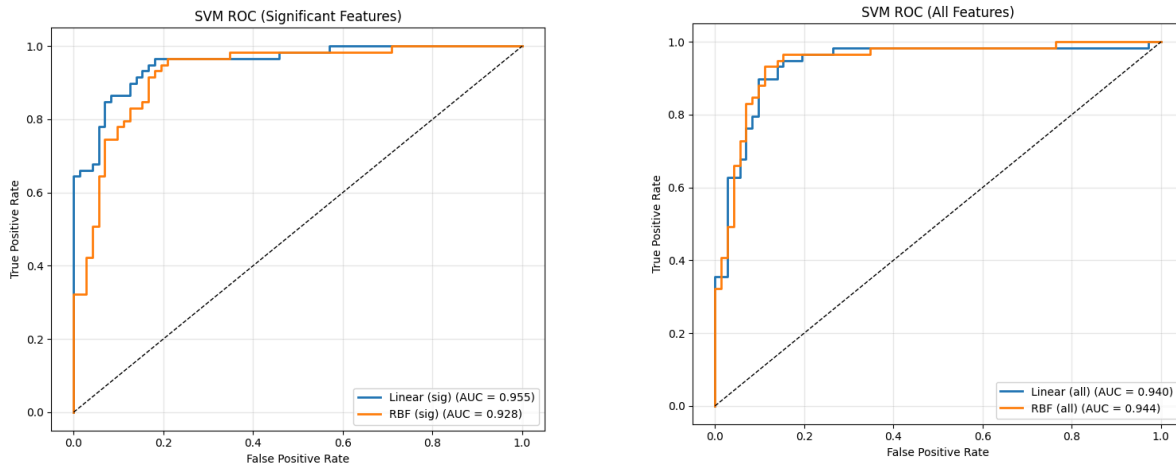 SVM ROC (Significant Features)
1.0
0.8
0.6
0.4
0.2
0.0
True Positive Rate
0.0
0.2
0.4
0.6
0.8
1.0
False Positive Rate
Linear (sig) (AUC = 0.955)
RBF (sig) (AUC = 0.928)
SVM ROC (All Features)
1.0
0.8
0.6
0.4
0.2
0.0
True Positive Rate
0.0
0.2
0.4
0.6
0.8
1.0
False Positive Rate
Linear (all) (AUC = 0.940)
RBF (all) (AUC = 0.944)